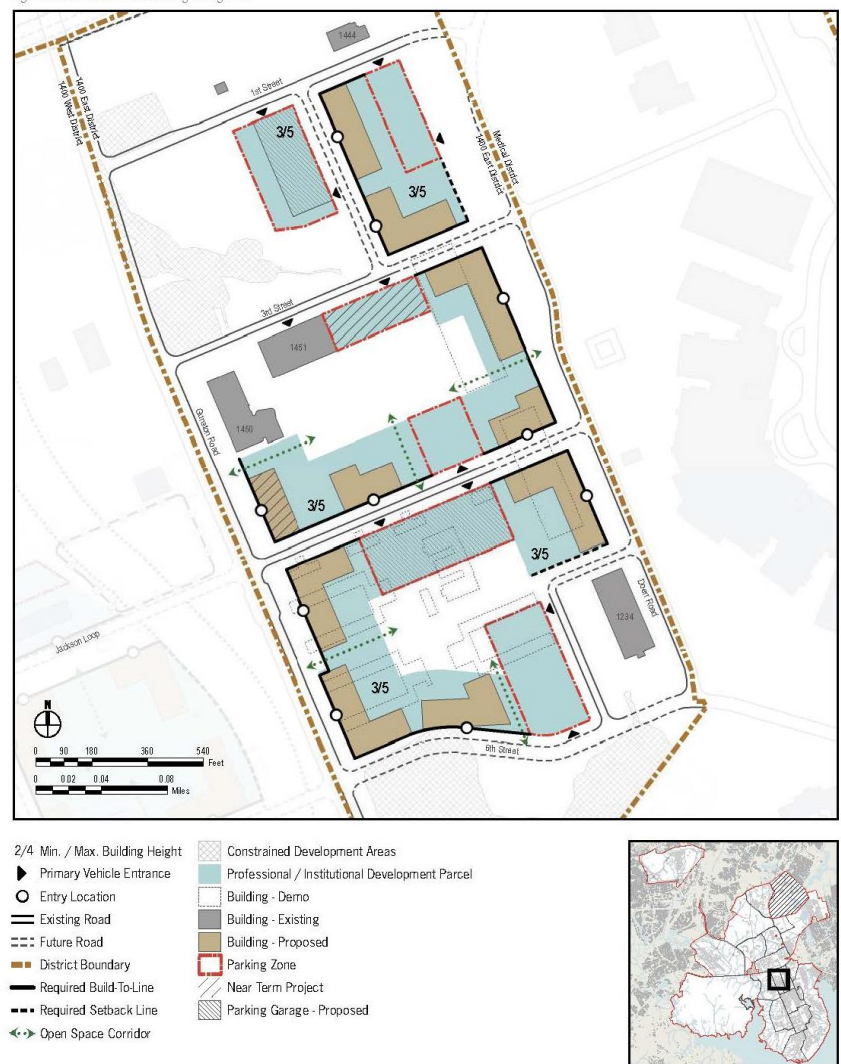 1444
1st Street
1400 East District
1400 West District
3/5
Medical District
1400 East District
3/5
3rd Street
1451
Gunston Road
1450
3/5
3/5
Doerr Road
1234
Jackson Loop
3/5
6th Street
N
0 90 180 360 540
Feet
0 0.02 0.04 0.08
Miles
2/4 Min. / Max. Building Height
Primary Vehicle Entrance
Entry Location
Existing Road
Future Road
District Boundary
Required Build-To-Line
Required Setback Line
Open Space Corridor
Constrained Development Areas
Professional / Institutional Development Parcel
Building - Demo
Building - Existing
Building - Proposed
Parking Zone
Near Term Project
Parking Garage - Proposed